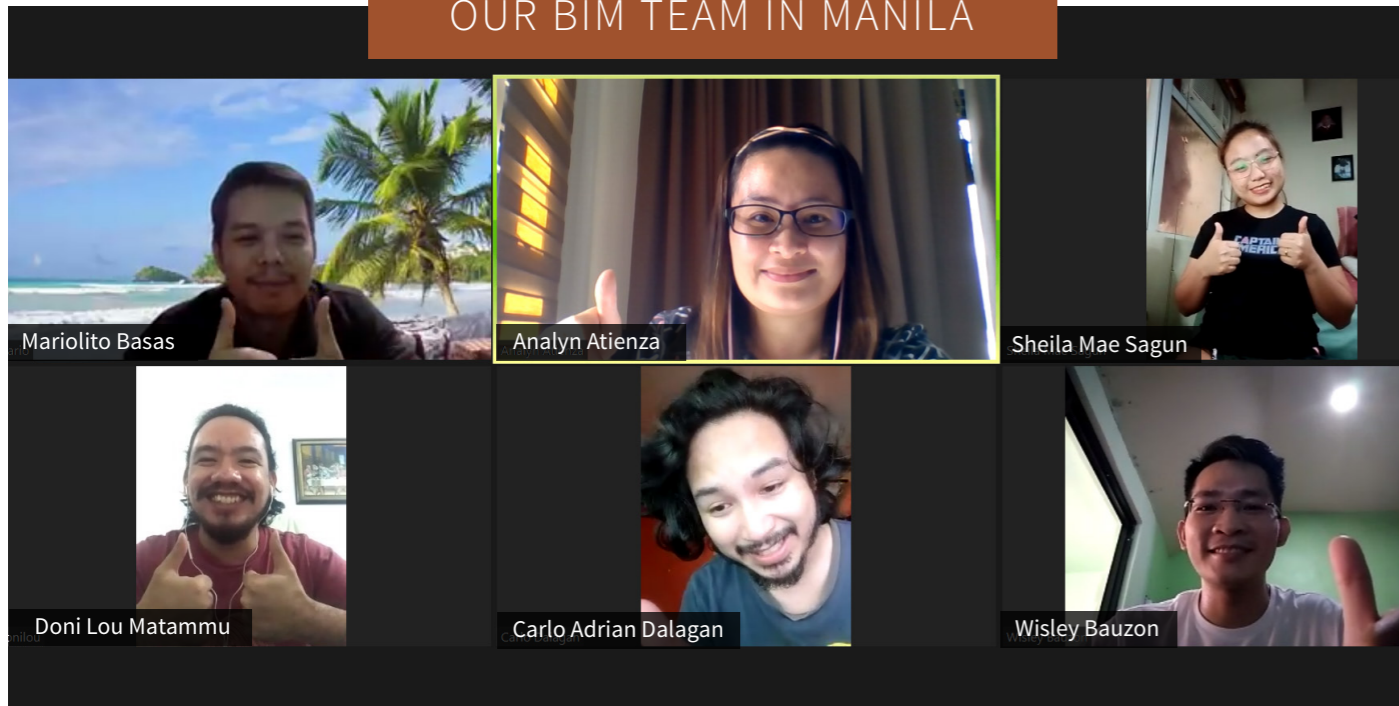 OUR BIM TEAM IN MANILA
Mariolito Basas
Analyn Atienza
Sheila Mae Sagun
CAPTAIN
Doni Lou Matammu
Carlo Adrian Dalagan
Wisley Bauzon